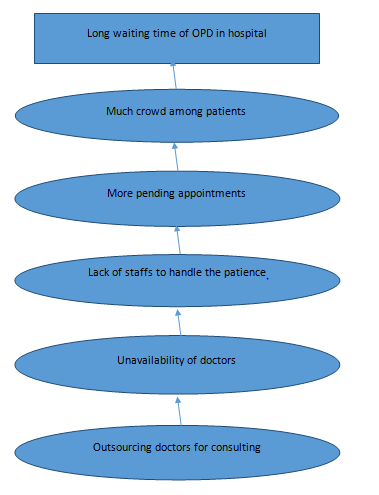 Long waiting time of OPD in hospital
Much crowd among patients
More pending appointments
Lack of staffs to handle the patience.
Unavailability of doctors
Outsourcing doctors for consulting